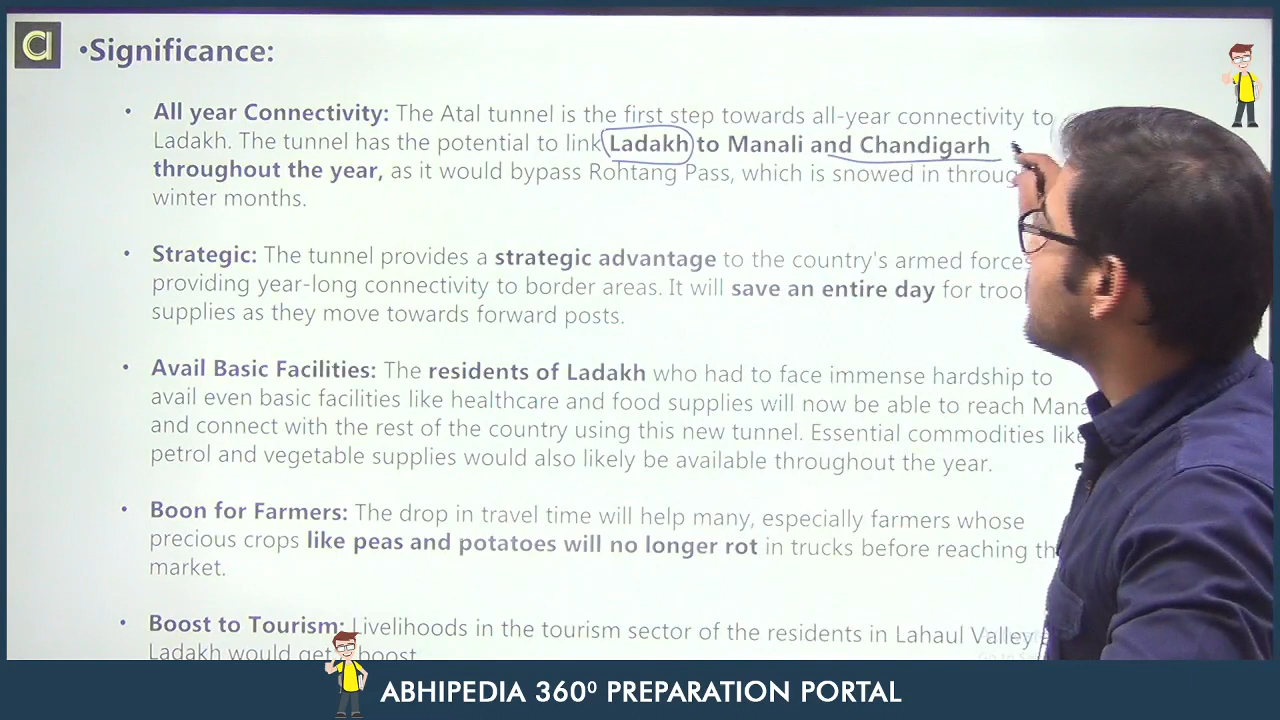 a
•Significance:
• All year Connectivity: The Atal tunnel is the first step towards all-year connectivity to
Ladakh. The tunnel has the potential to link Ladakh to Manali and Chandigarh
throughout the year, as it would bypass Rohtang Pass, which is snowed in throug
winter months.
• Strategic: The tunnel provides a strategic advantage to the country's armed forces
providing year-long connectivity to border areas. It will save an entire day for troo
supplies as they move towards forward posts.
• Avail Basic Facilities: The residents of Ladakh who had to face immense hardship to
avail even basic facilities like healthcare and food supplies will now be able to reach Mana
and connect with the rest of the country using this new tunnel. Essential commodities like
petrol and vegetable supplies would also likely be available throughout the year.
• Boon for Farmers: The drop in travel time will help many, especially farmers whose
precious crops like peas and potatoes will no longer rot in trucks before reaching th
market.
• Boost to Tourism: Livelihoods in the tourism sector of the residents in Lahaul Valley
Ladakh would get boost
ABHIPEDIA 360⁰ PREPARATION PORTAL